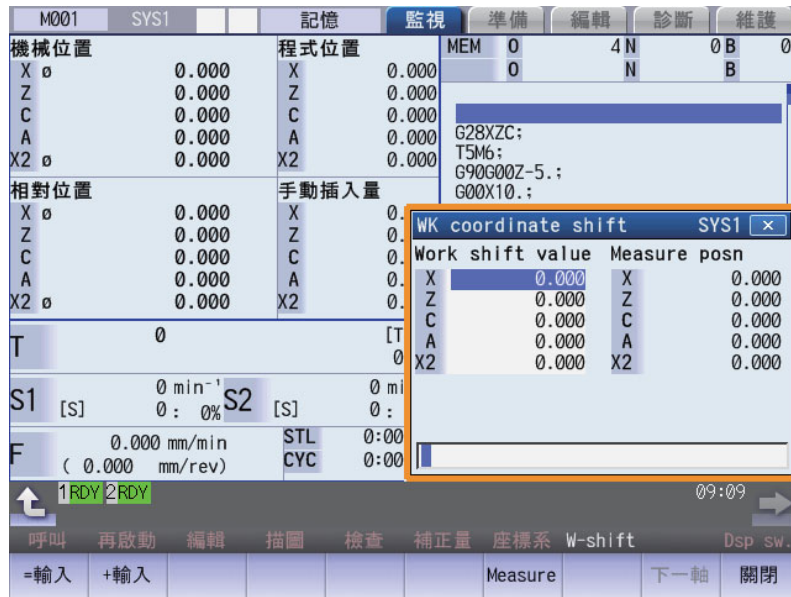 M001 SYS1 記憶 監視 準備 編輯 診斷 維護
機械位置
X ø 0.000
Z 0.000
C 0.000
A 0.000
X2 ø 0.000
程式位置
X 0.000
Z 0.000
C 0.000
A 0.000
X2 0.000
MEM O 4 N 0 B 0
O N B
G28XZC;
T5M6;
G90G00Z-5.;
G00X10.;
相對位置
X ø 0.000
Z 0.000
C 0.000
A 0.000
X2 ø 0.000
手動插入量
X 0.
Z 0.
C 0.
A 0.
X2 0.
WK coordinate shift SYS1 ×
Work shift value Measure posn
X 0.000 X 0.000
Z 0.000 Z 0.000
C 0.000 C 0.000
A 0.000 A 0.000
X2 0.000 X2 0.000
T 0 [T
0
S1 [S] 0 min⁻¹
0 : 0%
S2 [S] 0 mi
0 :
F 0.000 mm/min
( 0.000 mm/rev)
STL 0:00
CYC 0:00
1RDY 2RDY 09:09
呼叫 再啟動 編輯 描圖 檢查 補正量 座標系 W-shift Dsp sw.
=輸入 +輸入 Measure 下一軸 關閉